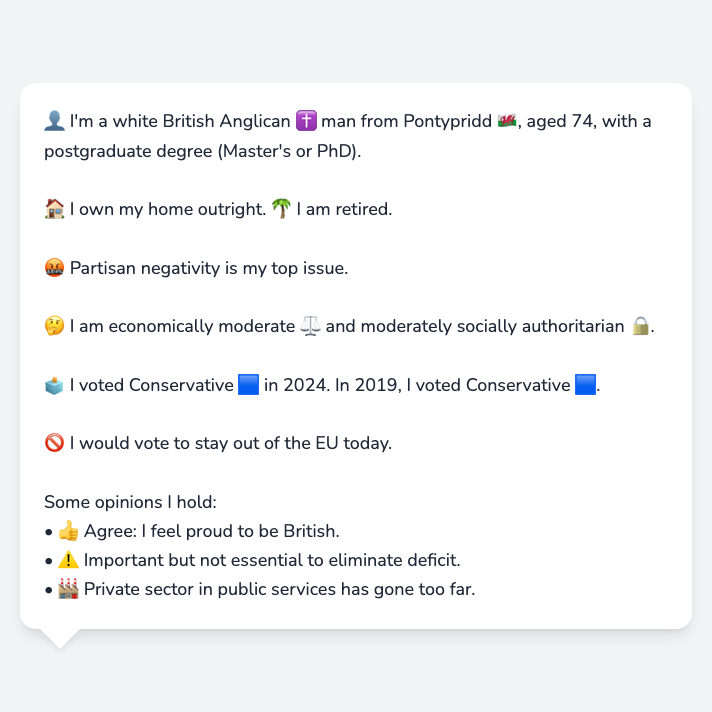 👤 I'm a white British Anglican ✝️ man from Pontypridd 🏴󠁧󠁢󠁷󠁬󠁳󠁿, aged 74, with a
postgraduate degree (Master's or PhD).
🏠 I own my home outright. 🌴 I am retired.
🤬 Partisan negativity is my top issue.
🤔 I am economically moderate ⚖️ and moderately socially authoritarian 🔒.
🗳️ I voted Conservative 🟦 in 2024. In 2019, I voted Conservative 🟦.
🚫 I would vote to stay out of the EU today.
Some opinions I hold:
• 👍 Agree: I feel proud to be British.
• ⚠️ Important but not essential to eliminate deficit.
• 🏭 Private sector in public services has gone too far.